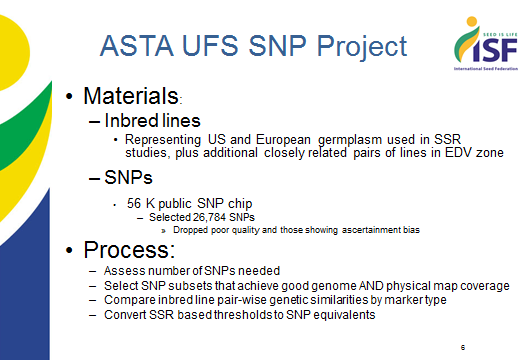 ASTA UFS SNP Project
SEED IS LIFE
ISF
International Seed Federation
• Materials:
– Inbred lines
• Representing US and European germplasm used in SSR
studies, plus additional closely related pairs of lines in EDV zone
– SNPs
• 56 K public SNP chip
– Selected 26,784 SNPs
» Dropped poor quality and those showing ascertainment bias
• Process:
– Assess number of SNPs needed
– Select SNP subsets that achieve good genome AND physical map coverage
– Compare inbred line pair-wise genetic similarities by marker type
– Convert SSR based thresholds to SNP equivalents
6